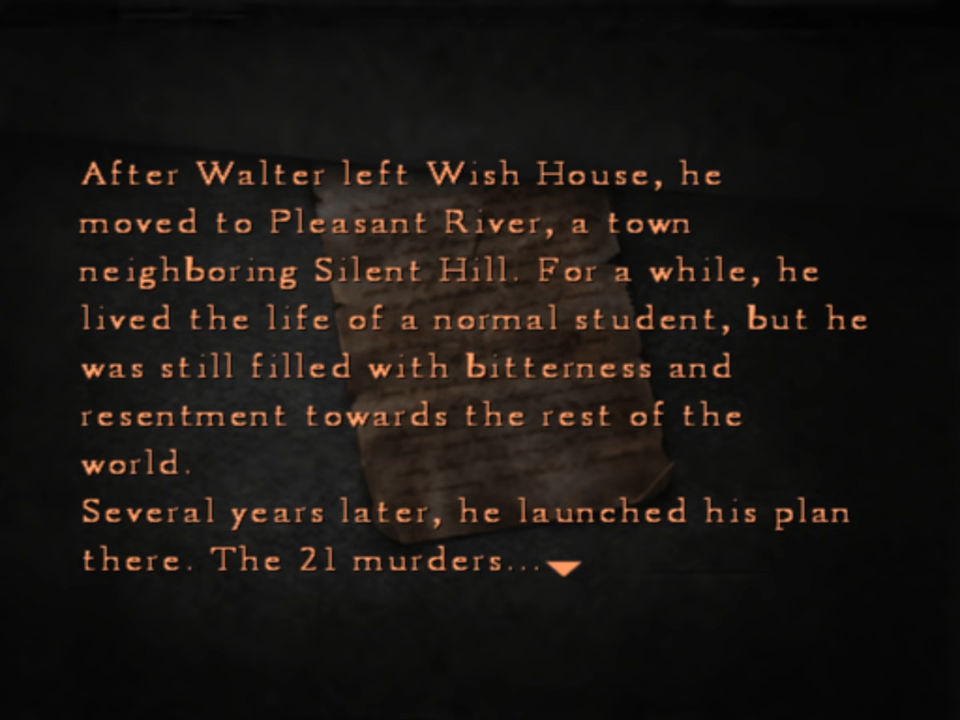 After Walter left Wish House, he
moved to Pleasant River, a town
neighboring Silent Hill. For a while, he
lived the life of a normal student, but he
was still filled with bitterness and
resentment towards the rest of the
world.
Several years later, he launched his plan
there. The 21 murders...